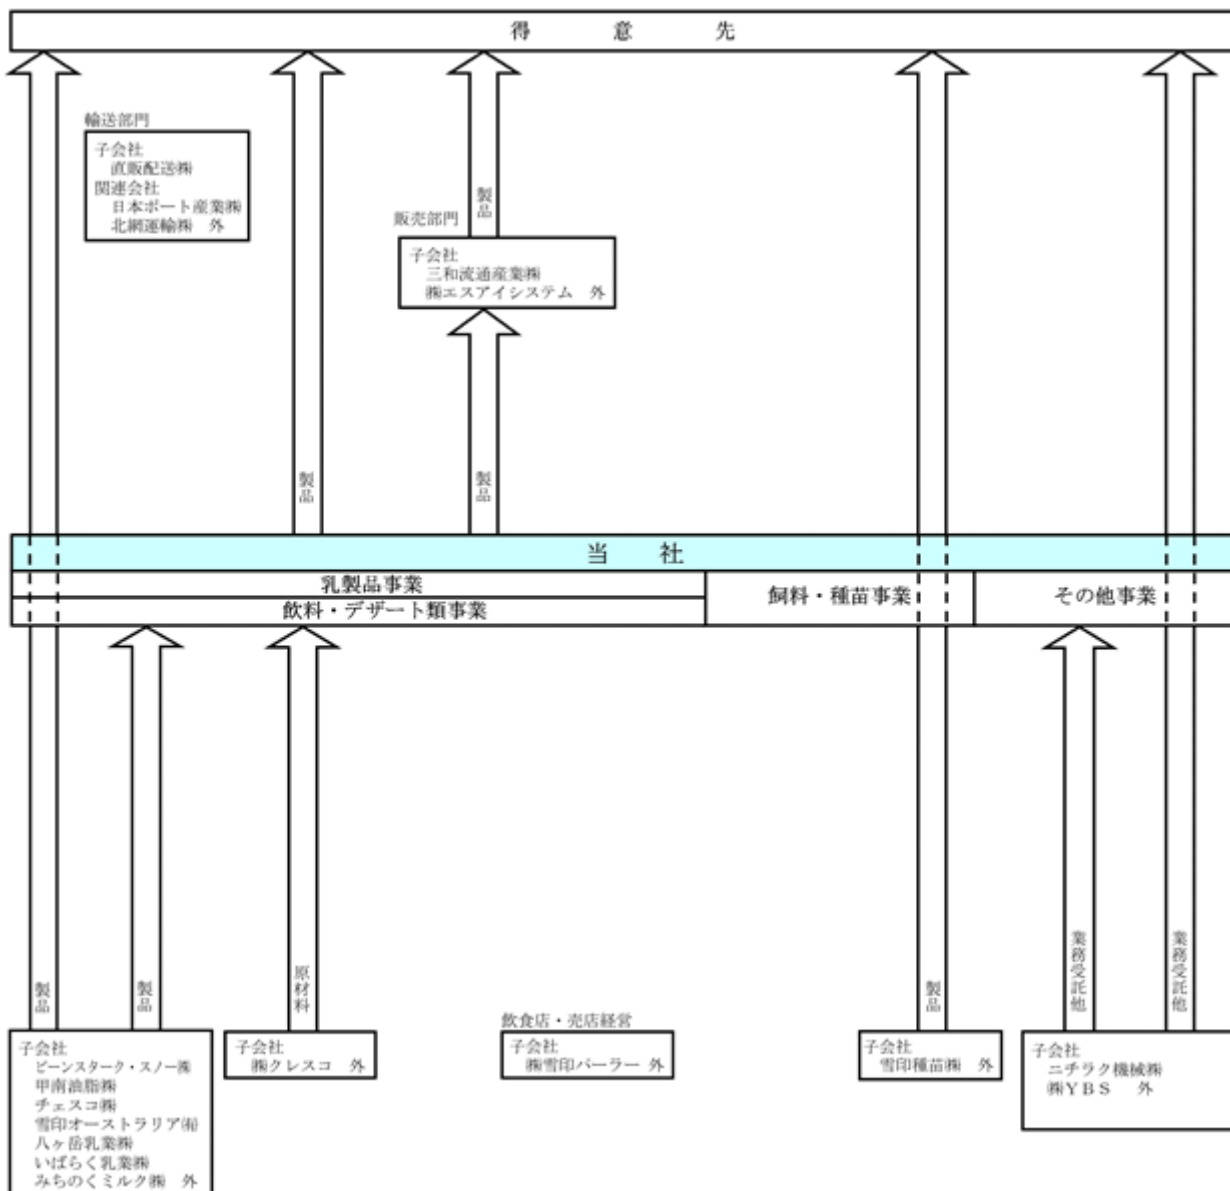 得意先
輸送部門
子会社
直販配送㈱
関連会社
日本ポート産業㈱
北網運輸㈱ 外
製品
販売部門
子会社
三和流通産業㈱
㈱エスアイシステム 外
製品
製品
当社
乳製品事業
飲料・デザート類事業
飼料・種苗事業
その他事業
製品
製品
原材料
製品
業務受託他
業務受託他
子会社
ビーンスターク・スノー㈱
甲南油脂㈱
チェスコ㈱
雪印オーストラリア㈲
八ヶ岳乳業㈱
いばらく乳業㈱
みちのくミルク㈱ 外
子会社
㈱クレスコ 外
飲食店・売店経営
子会社
㈱雪印パーラー 外
子会社
雪印種苗㈱ 外
子会社
ニチラク機械㈱
㈱YBS 外